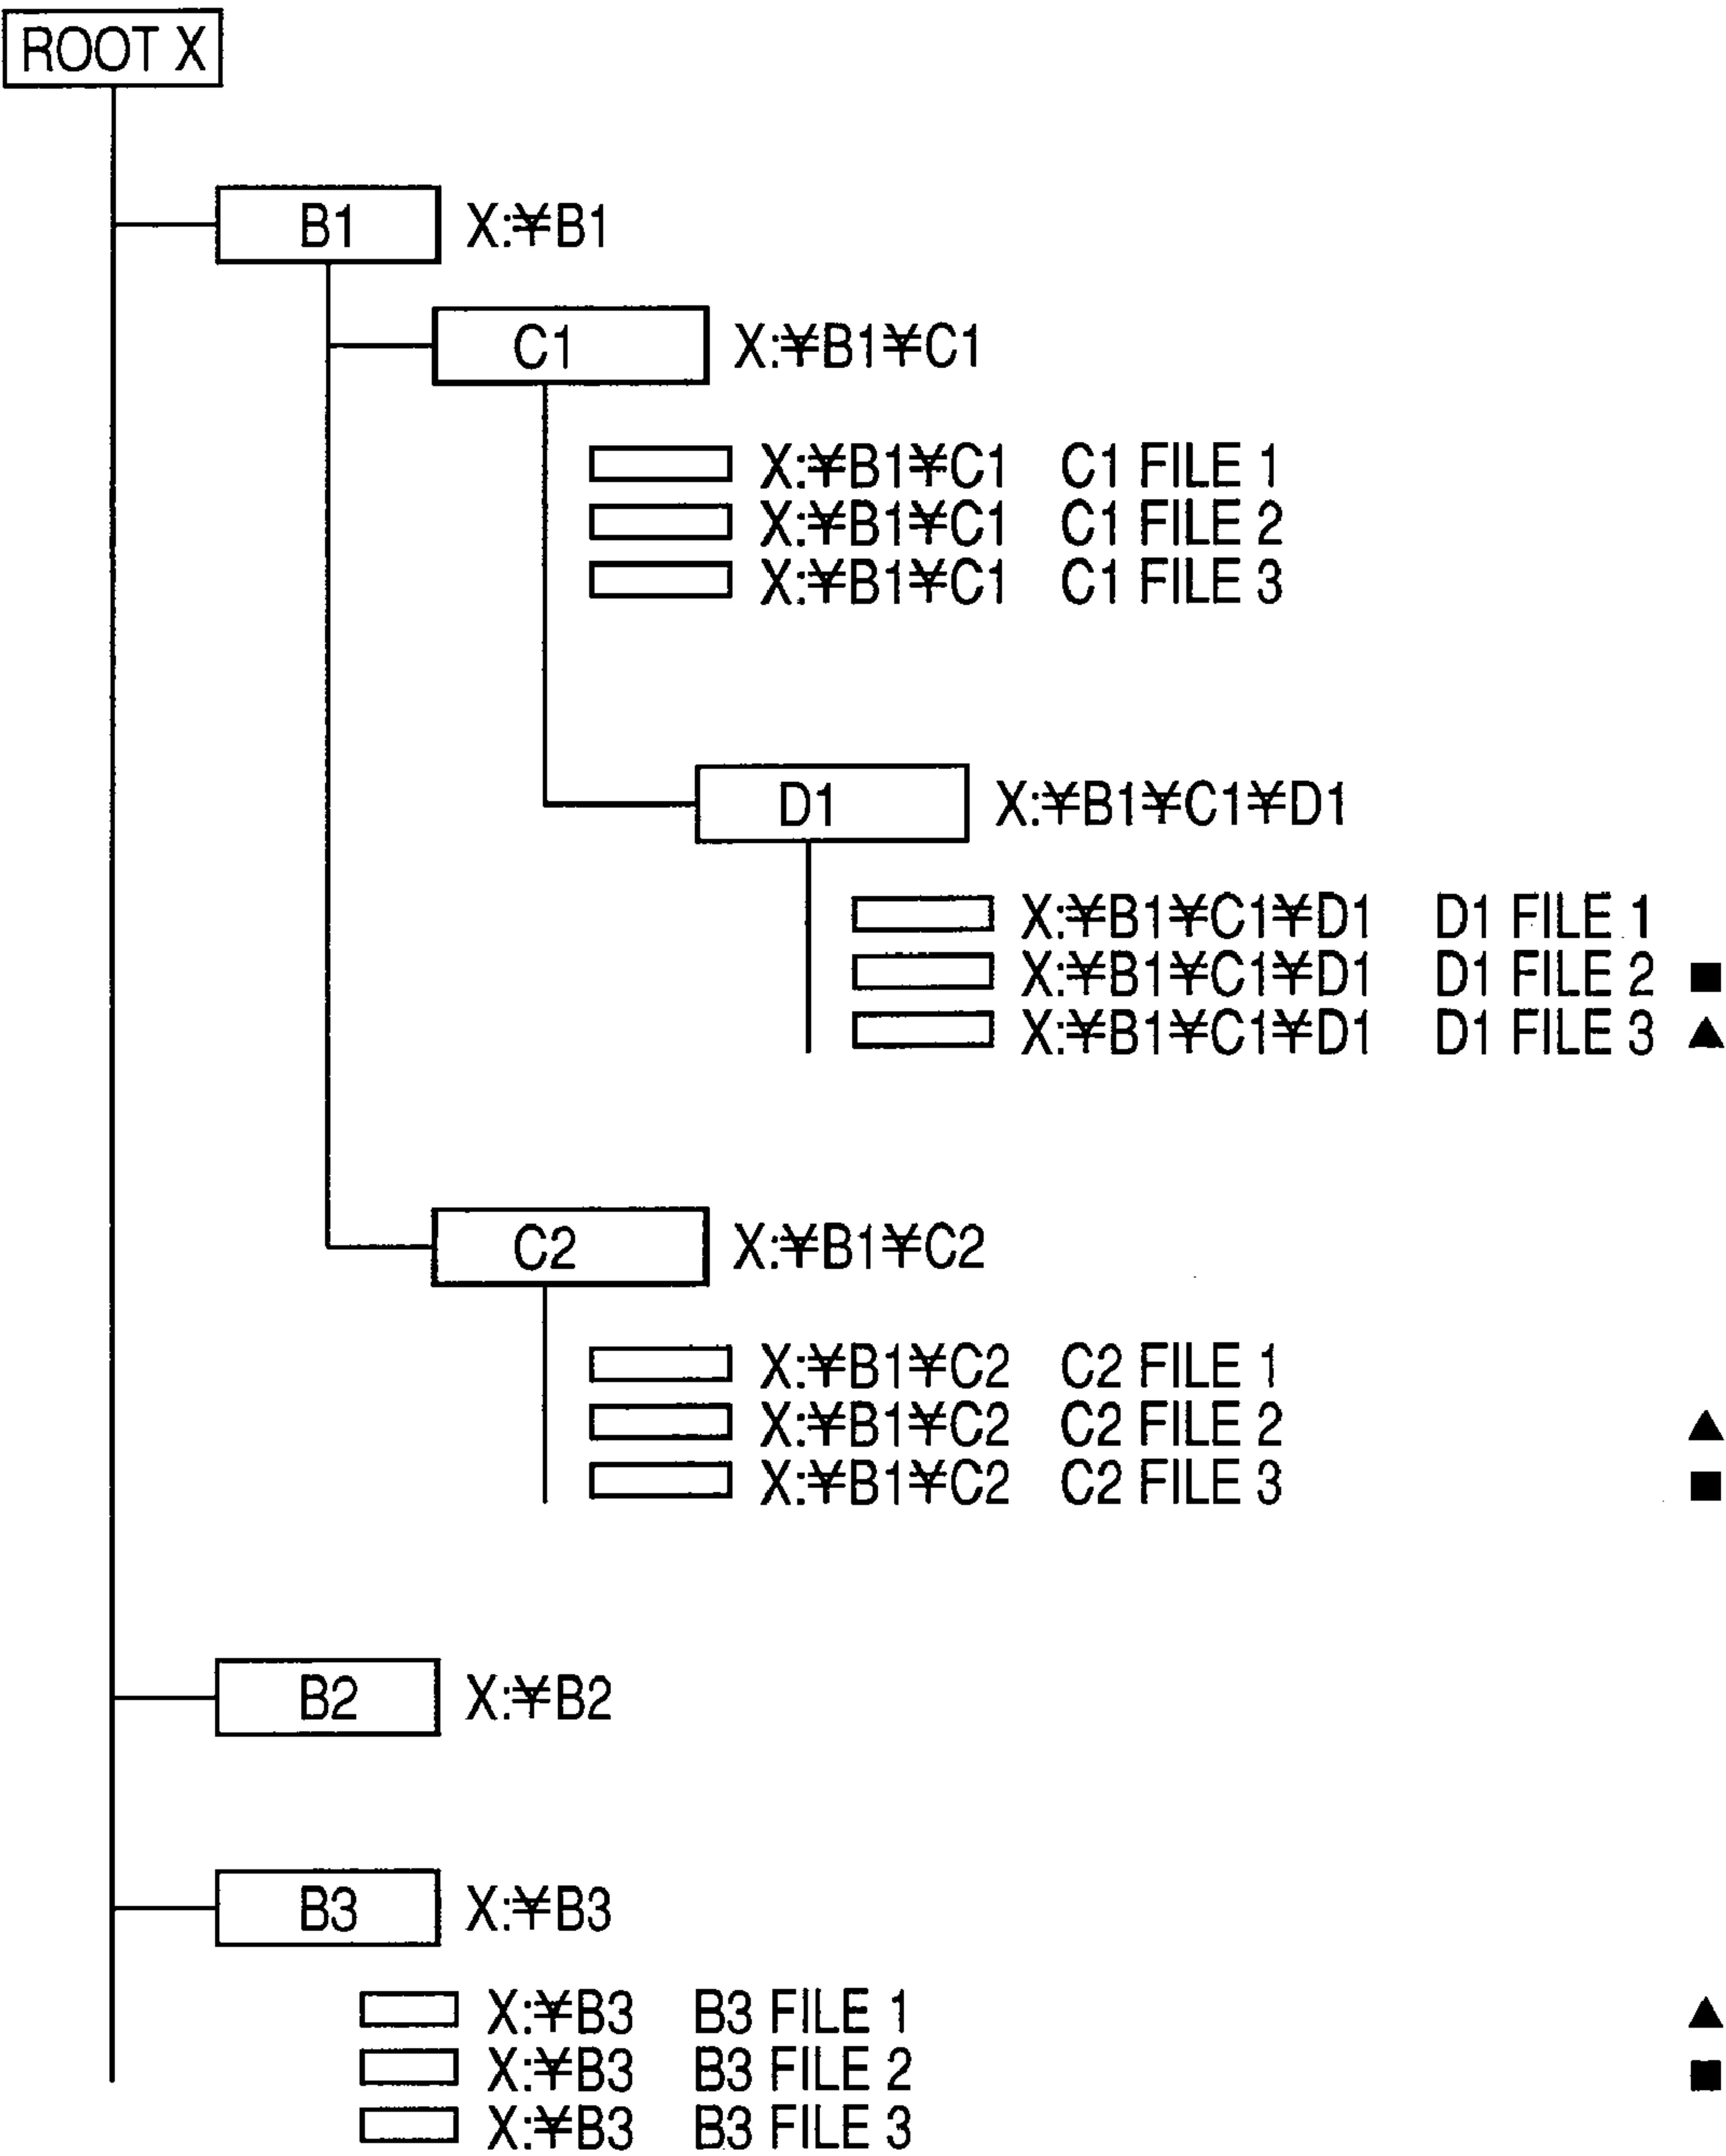 ROOT X
B1 X:¥B1
C1 X:¥B1¥C1
X:¥B1¥C1 C1 FILE 1
X:¥B1¥C1 C1 FILE 2
X:¥B1¥C1 C1 FILE 3
D1 X:¥B1¥C1¥D1
X:¥B1¥C1¥D1 D1 FILE 1
X:¥B1¥C1¥D1 D1 FILE 2 ■
X:¥B1¥C1¥D1 D1 FILE 3 ▲
C2 X:¥B1¥C2
X:¥B1¥C2 C2 FILE 1
X:¥B1¥C2 C2 FILE 2 ▲
X:¥B1¥C2 C2 FILE 3 ■
B2 X:¥B2
B3 X:¥B3
X:¥B3 B3 FILE 1 ▲
X:¥B3 B3 FILE 2 ■
X:¥B3 B3 FILE 3